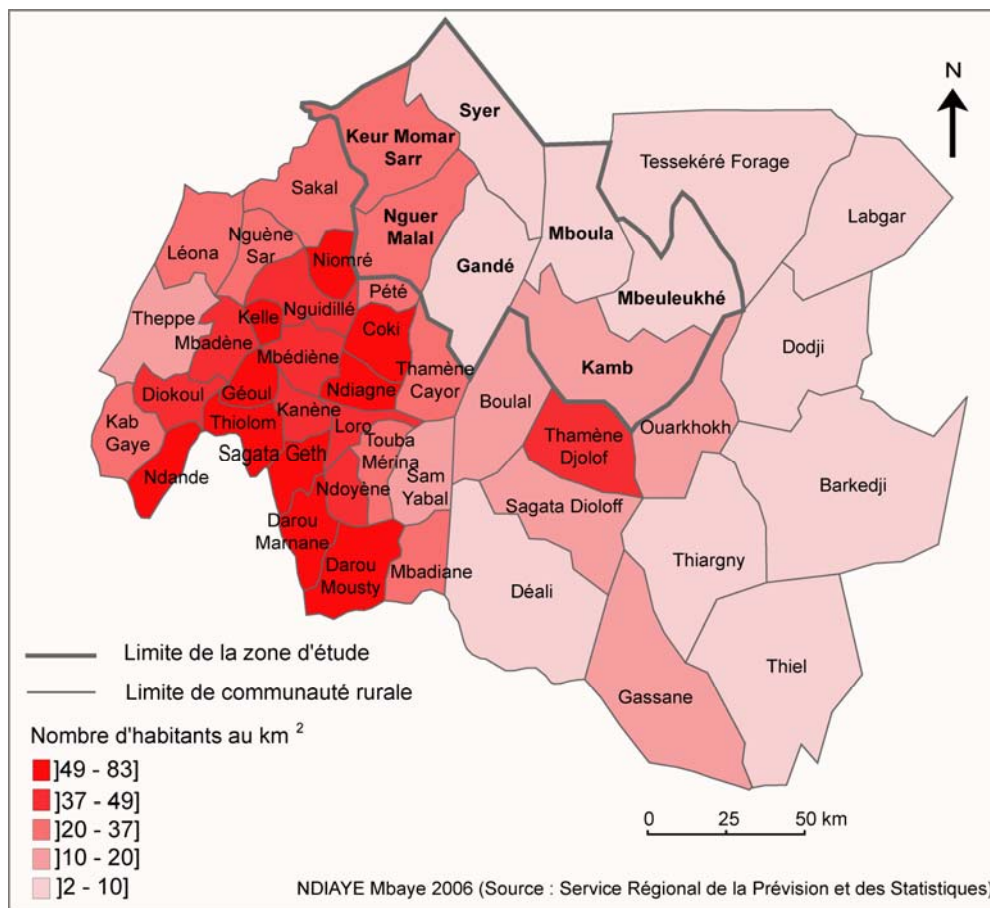 N
Syer
Keur Momar
Sarr
Tessekéré Forage
Sakal
Labgar
Nguer
Malal
Mboula
Nguène
Sar
Léona
Niomré
Gandé
Mbeuleukhé
Pété
Nguidillé
Theppe
Kelle
Coki
Mbadène
Dodji
Mbédiène
Thamène
Cayor
Kamb
Diokoul
Géoul
Ndiagne
Boulal
Kanène
Thiolom
Loro
Kab
Gaye
Touba
Mérina
Thamène
Djolof
Ouarkhokh
Sagata Geth
Ndande
Ndoyène
Sam
Yabal
Barkedji
Sagata Dioloff
Darou
Marnane
Thiargny
Darou
Mousty
Mbadiane
Déali
Thiel
Gassane
Limite de la zone d'étude
Limite de communauté rurale
Nombre d'habitants au km ²
]49 - 83]
]37 - 49]
]20 - 37]
]10 - 20]
]2 - 10]
0 25 50 km
NDIAYE Mbaye 2006 (Source : Service Régional de la Prévision et des Statistiques)